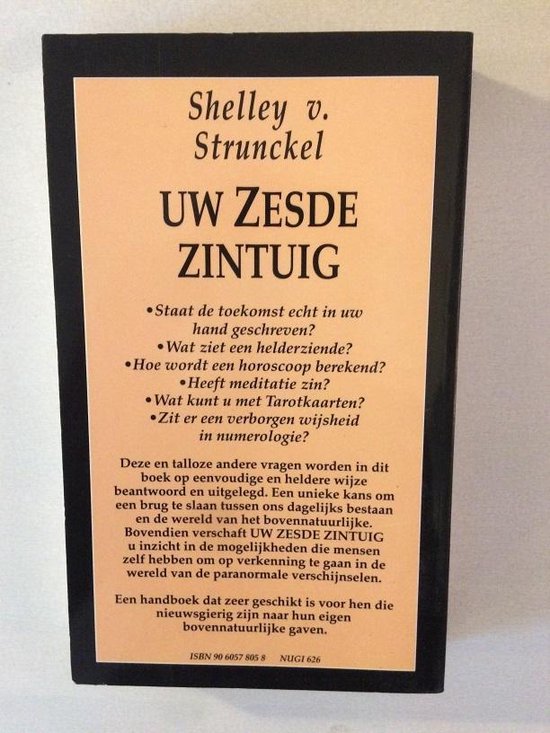 Shelley v.
Strunckel
UW ZESDE
ZINTUIG
•Staat de toekomst echt in uw
hand geschreven?
•Wat ziet een helderziende?
•Hoe wordt een horoscoop berekend?
•Heeft meditatie zin?
•Wat kunt u met Tarotkaarten?
•Zit er een verborgen wijsheid
in numerologie?
Deze en talloze andere vragen worden in dit
boek op eenvoudige en heldere wijze
beantwoord en uitgelegd. Een unieke kans om
een brug te slaan tussen ons dagelijks bestaan
en de wereld van het bovennatuurlijke.
Bovendien verschaft UW ZESDE ZINTUIG
u inzicht in de mogelijkheden die mensen
zelf hebben om op verkenning te gaan in de
wereld van de paranormale verschijnselen.
Een handboek dat zeer geschikt is voor hen die
nieuwsgierig zijn naar hun eigen
bovennatuurlijke gaven.
ISBN 90 6057 805 8 NUGI 626